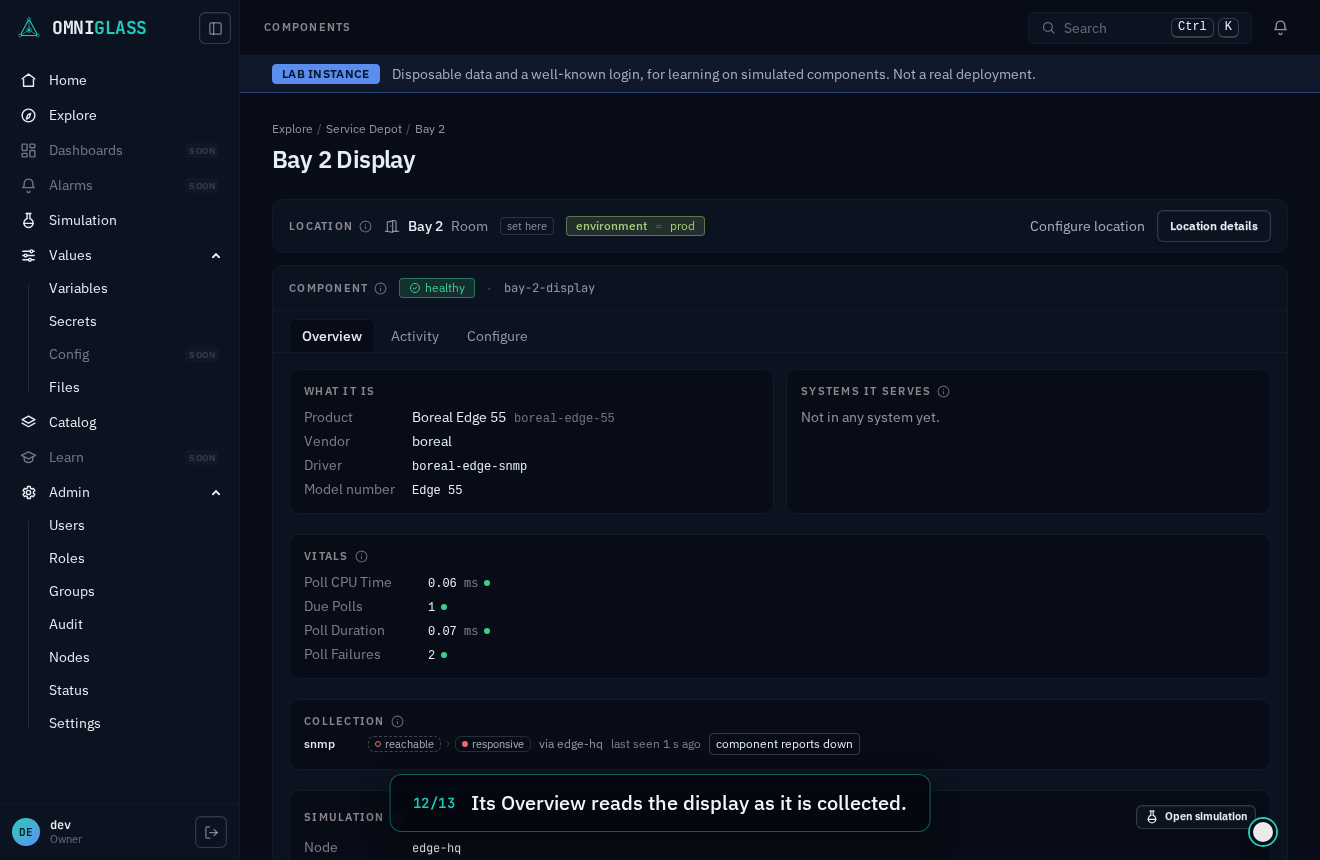 OMNIGLASS
COMPONENTS
Search
Ctrl K
Home
Explore
Dashboards SOON
Alarms SOON
Simulation
Values
Variables
Secrets
Config SOON
Files
Catalog
Learn SOON
Admin
Users
Roles
Groups
Audit
Nodes
Status
Settings
DE dev
Owner
LAB INSTANCE Disposable data and a well-known login, for learning on simulated components. Not a real deployment.
Explore / Service Depot / Bay 2
Bay 2 Display
LOCATION Bay 2 Room set here environment = prod Configure location Location details
COMPONENT healthy · bay-2-display
Overview Activity Configure
WHAT IT IS
Product Boreal Edge 55 boreal-edge-55
Vendor boreal
Driver boreal-edge-snmp
Model number Edge 55
SYSTEMS IT SERVES
Not in any system yet.
VITALS
Poll CPU Time 0.06 ms
Due Polls 1
Poll Duration 0.07 ms
Poll Failures 2
COLLECTION
snmp reachable › responsive via edge-hq last seen 1 s ago component reports down
12/13 Its Overview reads the display as it is collected.
SIMULATION Open simulation
Node edge-hq